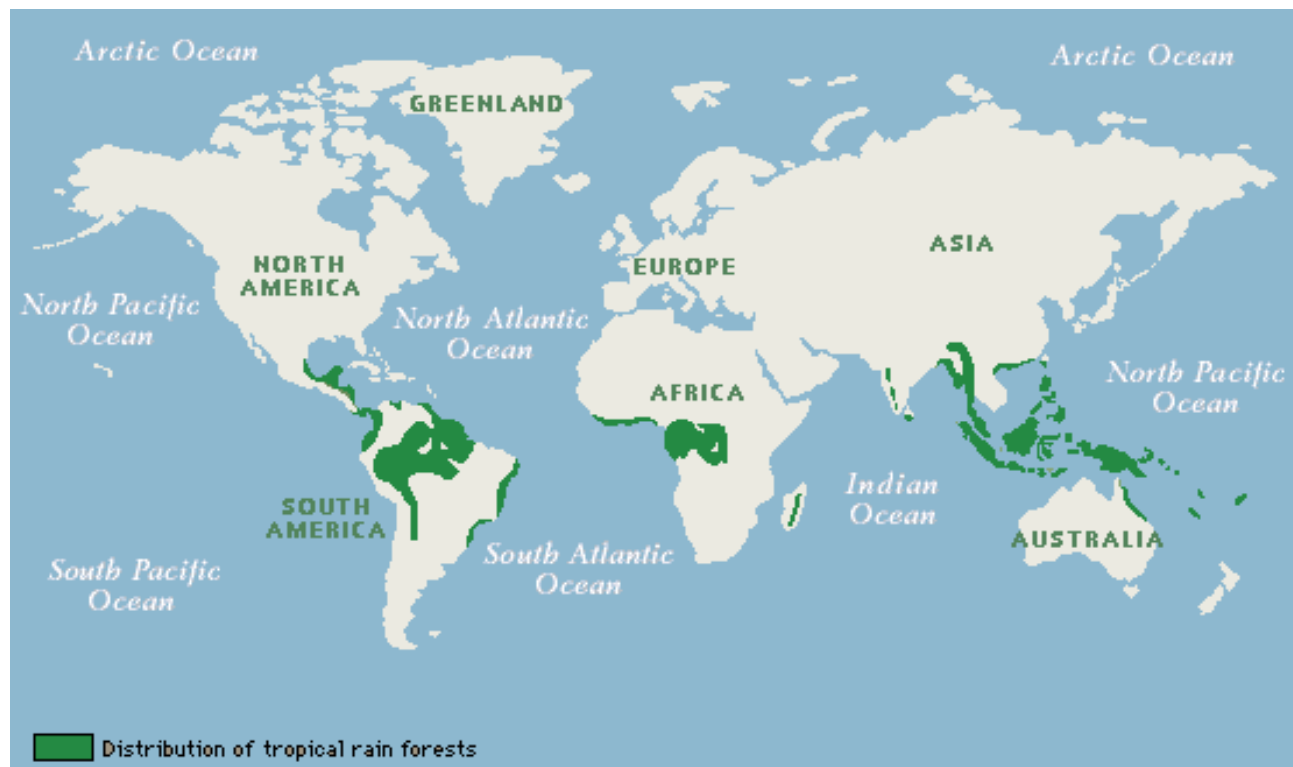 Arctic Ocean
Arctic Ocean
GREENLAND
ASIA
NORTH
AMERICA
EUROPE
North Pacific
Ocean
North Atlantic
Ocean
AFRICA
North Pacific
Ocean
Indian
Ocean
SOUTH
AMERICA
AUSTRALIA
South Atlantic
Ocean
South Pacific
Ocean
Distribution of tropical rain forests